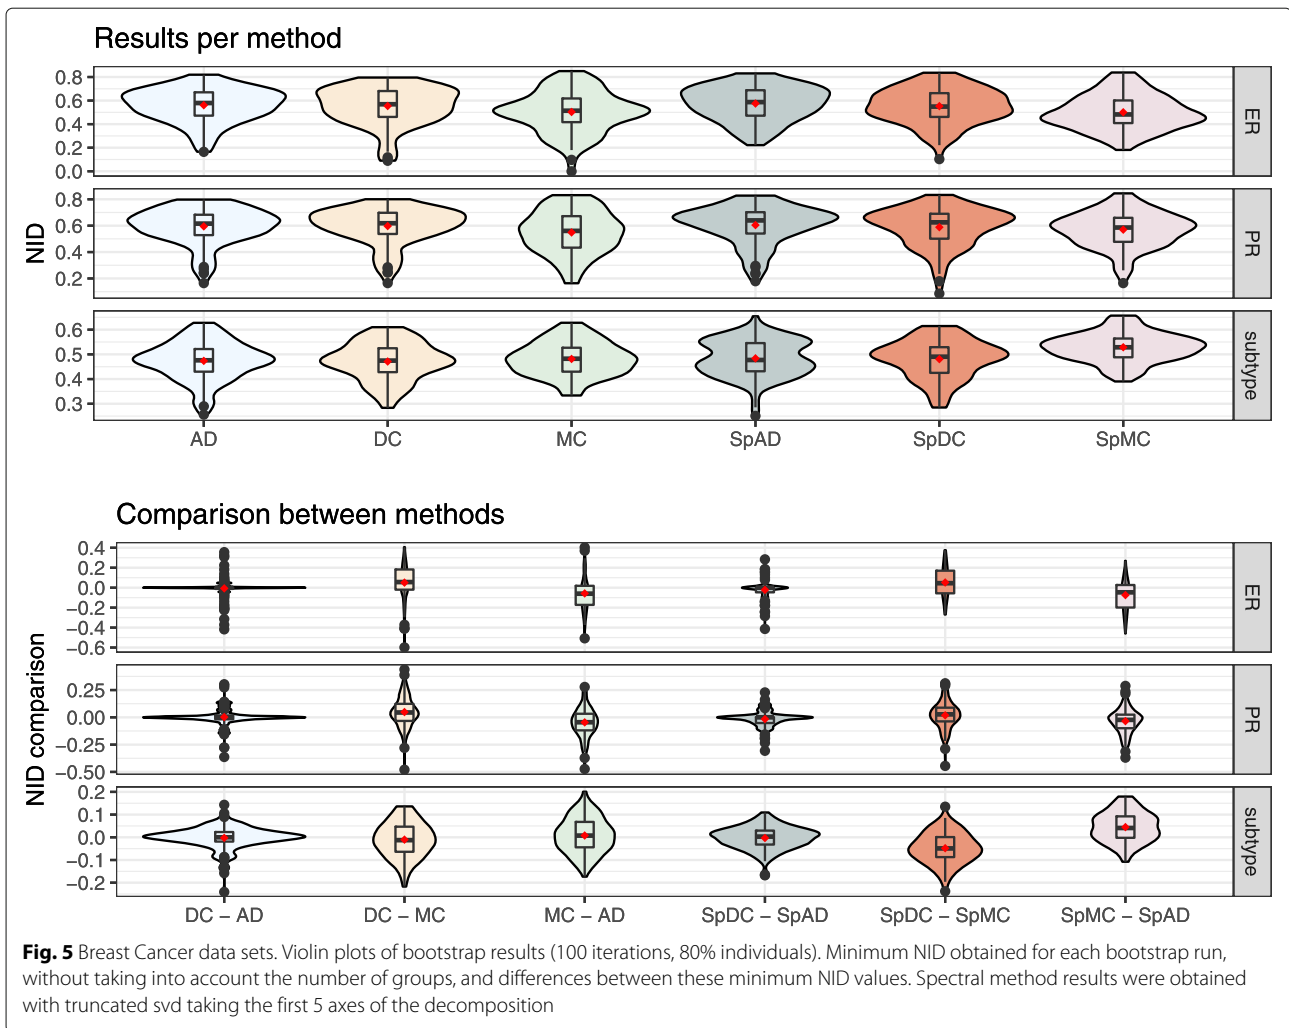 Results per method
NID
0.8
0.6
0.4
0.2
0.0
ER
0.8
0.6
0.4
0.2
PR
0.6
0.5
0.4
0.3
subtype
AD DC MC SpAD SpDC SpMC
Comparison between methods
NID comparison
0.4
0.2
0.0
−0.2
−0.4
−0.6
ER
0.25
0.00
−0.25
−0.50
PR
0.2
0.1
0.0
−0.1
−0.2
subtype
DC − AD DC − MC MC − AD SpDC − SpAD SpDC − SpMC SpMC − SpAD
Fig. 5 Breast Cancer data sets. Violin plots of bootstrap results (100 iterations, 80% individuals). Minimum NID obtained for each bootstrap run,
without taking into account the number of groups, and differences between these minimum NID values. Spectral method results were obtained
with truncated svd taking the first 5 axes of the decomposition